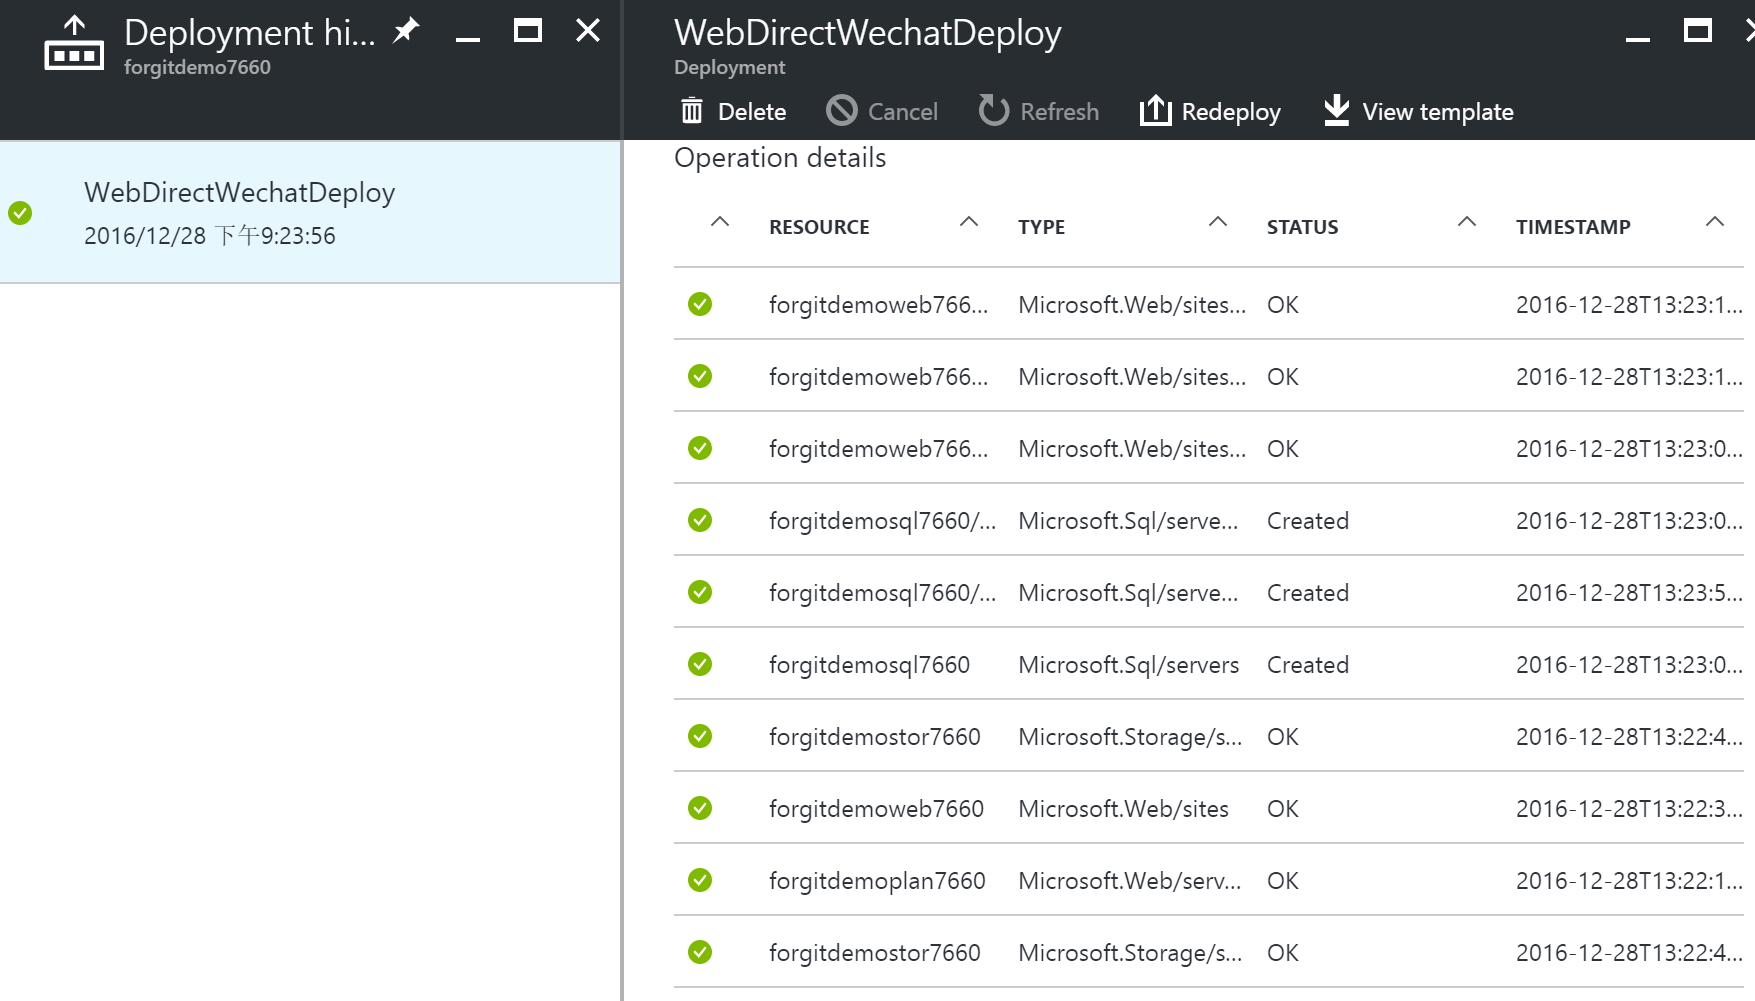 Deployment hi...
forgitdemo7660
WebDirectWechatDeploy
2016/12/28 下午9:23:56
WebDirectWechatDeploy
Deployment
Delete Cancel Refresh Redeploy View template
Operation details
RESOURCE TYPE STATUS TIMESTAMP
forgitdemoweb766... Microsoft.Web/sites... OK 2016-12-28T13:23:1...
forgitdemoweb766... Microsoft.Web/sites... OK 2016-12-28T13:23:1...
forgitdemoweb766... Microsoft.Web/sites... OK 2016-12-28T13:23:0...
forgitdemosql7660/... Microsoft.Sql/serve... Created 2016-12-28T13:23:0...
forgitdemosql7660/... Microsoft.Sql/serve... Created 2016-12-28T13:23:5...
forgitdemosql7660 Microsoft.Sql/servers Created 2016-12-28T13:23:0...
forgitdemostor7660 Microsoft.Storage/s... OK 2016-12-28T13:22:4...
forgitdemoweb7660 Microsoft.Web/sites OK 2016-12-28T13:22:3...
forgitdemoplan7660 Microsoft.Web/serv... OK 2016-12-28T13:22:1...
forgitdemostor7660 Microsoft.Storage/s... OK 2016-12-28T13:22:4...